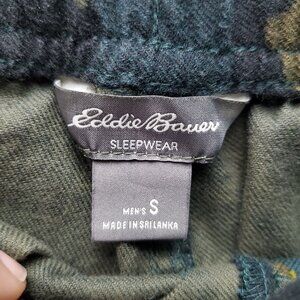 Eddie Bauer
SLEEPWEAR
MEN'S S
MADE IN SRI LANKA